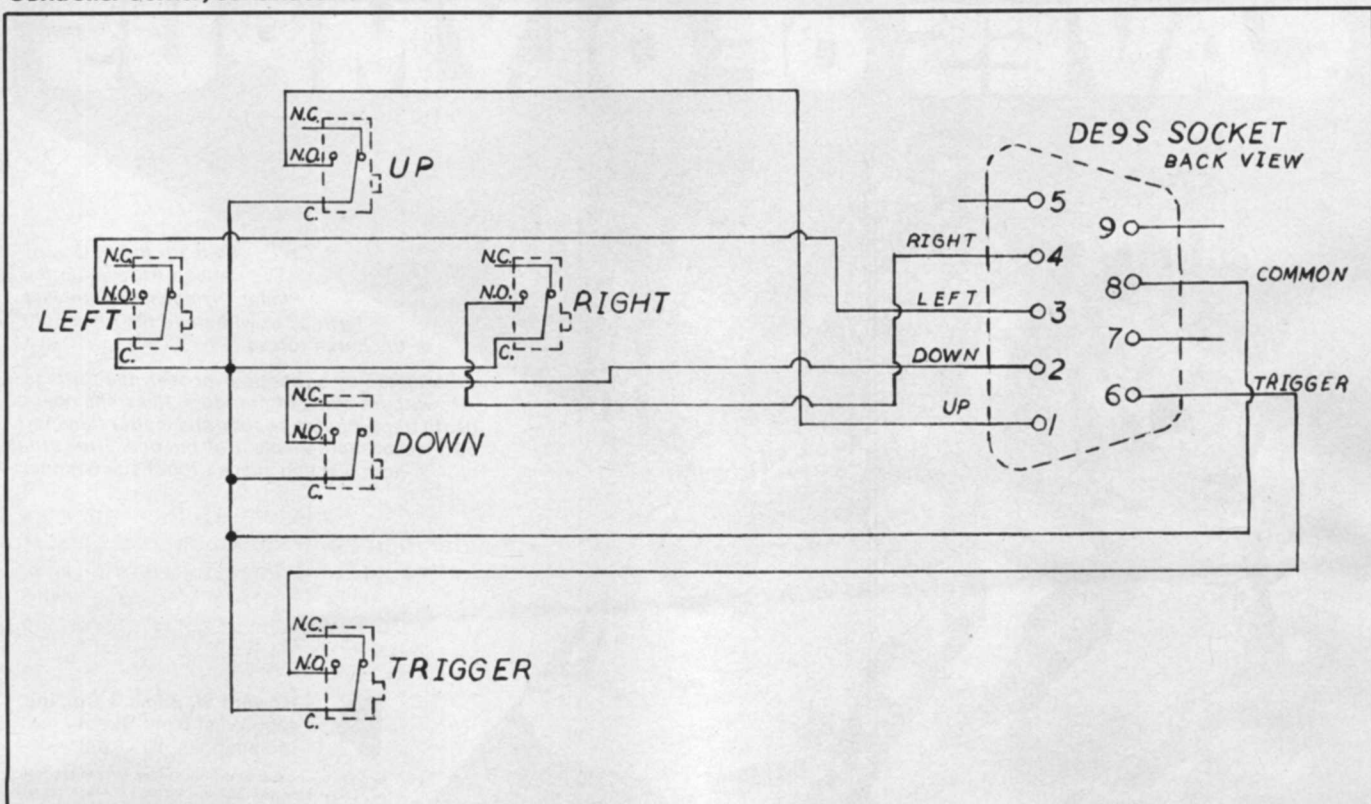 N.C.
N.O.
UP
C.
DE9S SOCKET
BACK VIEW
5
9
RIGHT
4
COMMON
8
LEFT
3
7
DOWN
2
TRIGGER
6
UP
1
N.C.
N.O.
LEFT
C.
N.C.
N.O.
RIGHT
C.
N.C.
N.O.
DOWN
C.
N.C.
N.O.
TRIGGER
C.